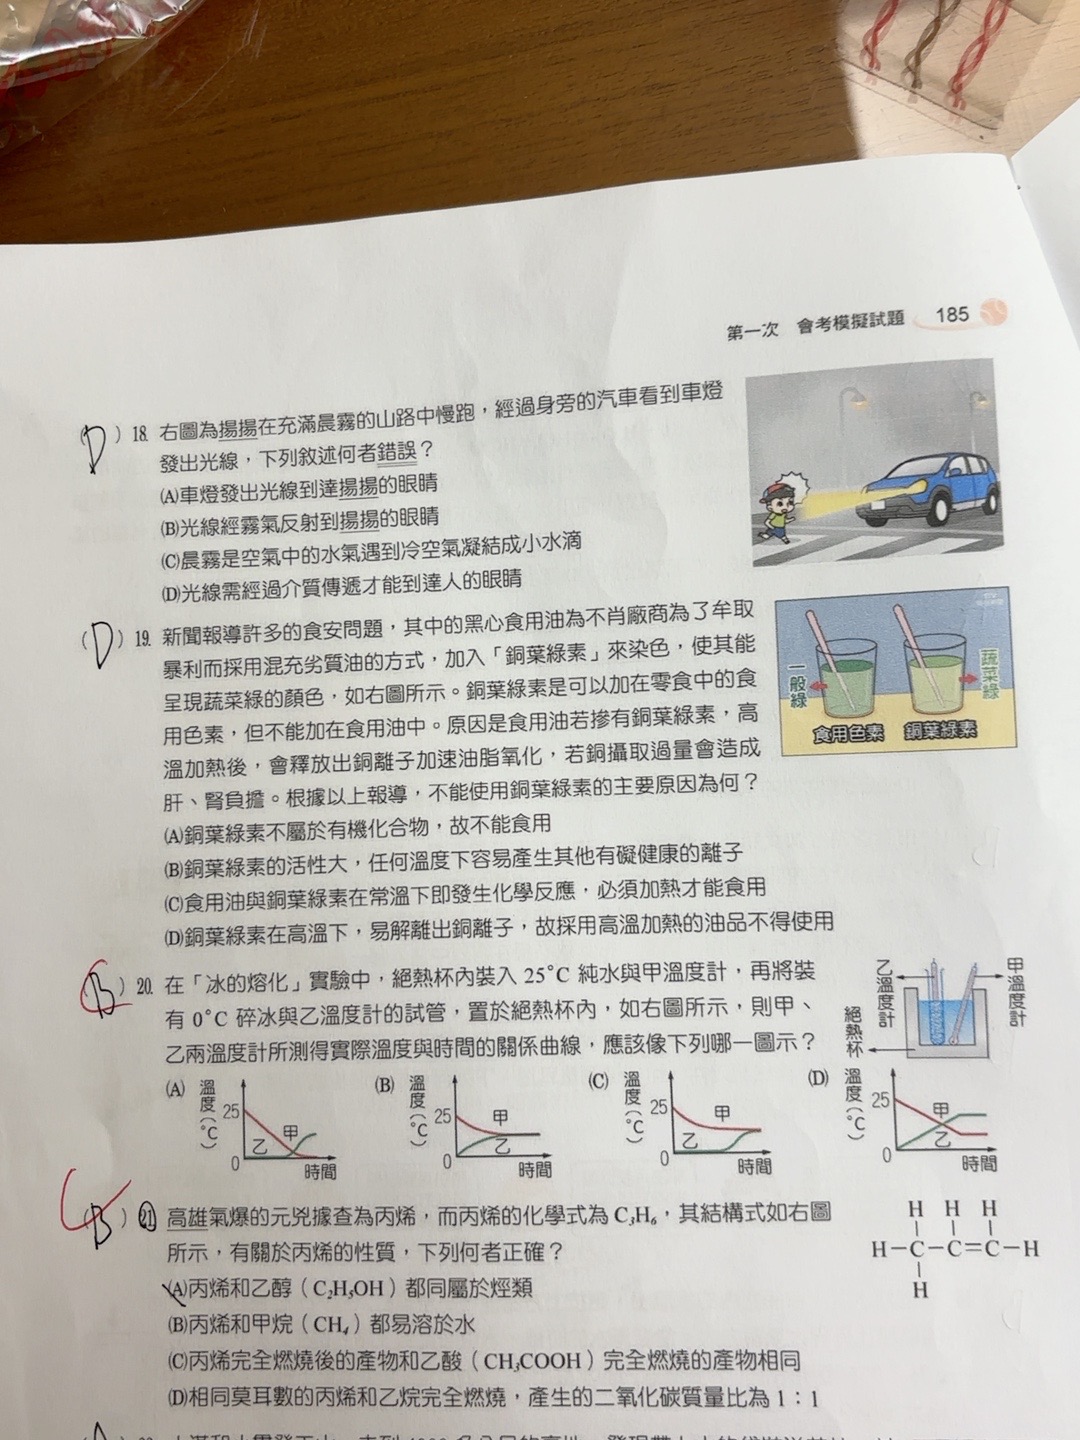 第一次 會考模擬試題 185
(D) 18. 右圖為揚揚在充滿晨霧的山路中慢跑，經過身旁的汽車看到車燈
發出光線，下列敘述何者錯誤？
(A)車燈發出光線到達揚揚的眼睛
(B)光線經霧氣反射到揚揚的眼睛
(C)晨霧是空氣中的水氣遇到冷空氣凝結成小水滴
(D)光線需經過介質傳遞才能到達人的眼睛
(D) 19. 新聞報導許多的食安問題，其中的黑心食用油為不肖廠商為了牟取
暴利而採用混充劣質油的方式，加入「銅葉綠素」來染色，使其能
呈現蔬菜綠的顏色，如右圖所示。銅葉綠素是可以加在零食中的食
用色素，但不能加在食用油中。原因是食用油若摻有銅葉綠素，高
溫加熱後，會釋放出銅離子加速油脂氧化，若銅攝取過量會造成
肝、腎負擔。根據以上報導，不能使用銅葉綠素的主要原因為何？
一般綠
蔬菜綠
食用色素 銅葉綠素
(A)銅葉綠素不屬於有機化合物，故不能食用
(B)銅葉綠素的活性大，任何溫度下容易產生其他有礙健康的離子
(C)食用油與銅葉綠素在常溫下即發生化學反應，必須加熱才能食用
(D)銅葉綠素在高溫下，易解離出銅離子，故採用高溫加熱的油品不得使用
(B) 20. 在「冰的熔化」實驗中，絕熱杯內裝入 25°C 純水與甲溫度計，再將裝
有 0°C 碎冰與乙溫度計的試管，置於絕熱杯內，如右圖所示，則甲、
乙兩溫度計所測得實際溫度與時間的關係曲線，應該像下列哪一圖示？
乙溫度計
甲溫度計
絕熱杯
(A) 溫度(°C) 25 甲 乙 0 時間
(B) 溫度(°C) 25 甲 乙 0 時間
(C) 溫度(°C) 25 甲 乙 0 時間
(D) 溫度(°C) 25 甲 乙 0 時間
(B) 21. 高雄氣爆的元兇據查為丙烯，而丙烯的化學式為 C₃H₆，其結構式如右圖
所示，有關於丙烯的性質，下列何者正確？
H H H
H-C-C=C-H
H
(A)丙烯和乙醇（C₂H₅OH）都同屬於烴類
(B)丙烯和甲烷（CH₄）都易溶於水
(C)丙烯完全燃燒後的產物和乙酸（CH₃COOH）完全燃燒的產物相同
(D)相同莫耳數的丙烯和乙烷完全燃燒，產生的二氧化碳質量比為 1：1